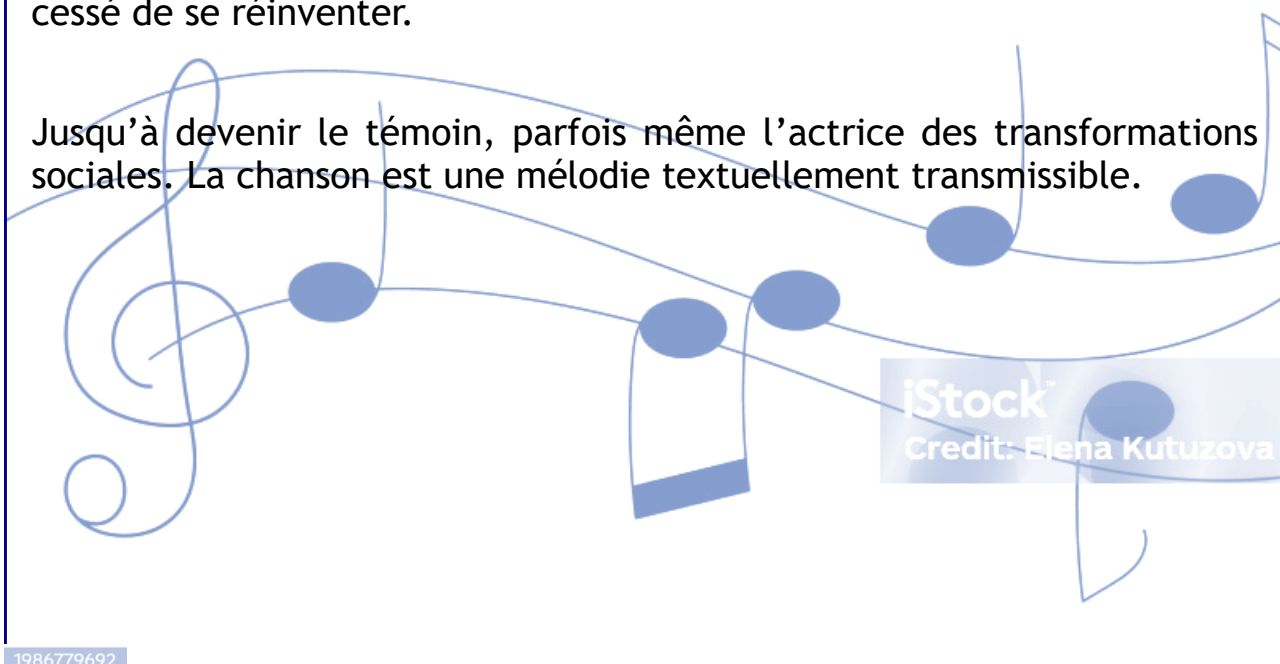 cessé de se réinventer.
Jusqu’à devenir le témoin, parfois même l’actrice des transformations
sociales. La chanson est une mélodie textuellement transmissible.
iStock™
Credit: Elena Kutuzova
1986779692